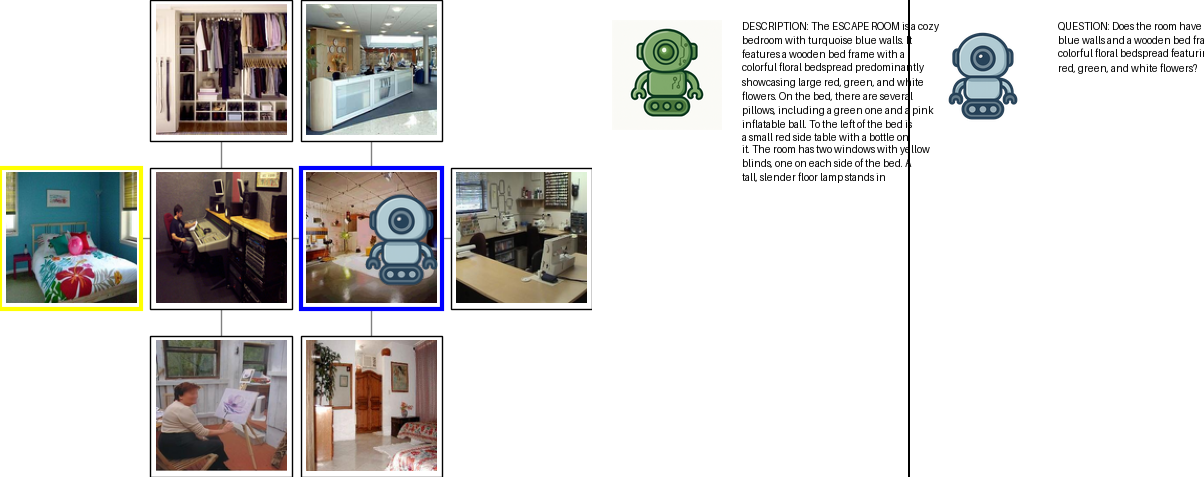 DESCRIPTION: The ESCAPE ROOM is a cozy
bedroom with turquoise blue walls. It
features a wooden bed frame with a
colorful floral bedspread predominantly
showcasing large red, green, and white
flowers. On the bed, there are several
pillows, including a green one and a pink
inflatable ball. To the left of the bed is
a small red side table with a bottle on
it. The room has two windows with yellow
blinds, one on each side of the bed. A
tall, slender floor lamp stands in
QUESTION: Does the room have
blue walls and a wooden bed fra
colorful floral bedspread featuri
red, green, and white flowers?